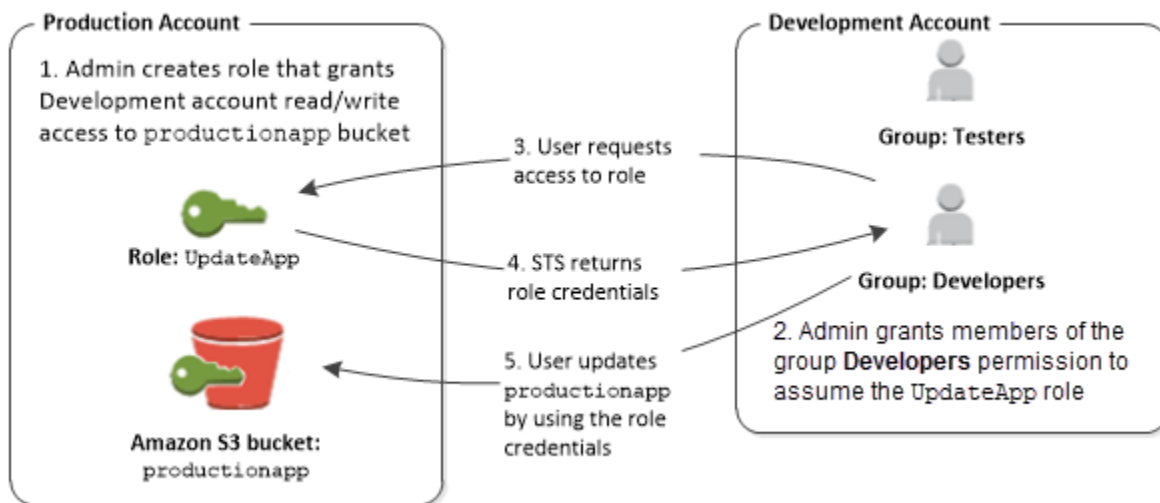 Production Account
1. Admin creates role that grants
Development account read/write
access to productionapp bucket
Role: UpdateApp
Amazon S3 bucket:
productionapp
3. User requests
access to role
4. STS returns
role credentials
5. User updates
productionapp
by using the role
credentials
Development Account
Group: Testers
Group: Developers
2. Admin grants members of the
group Developers permission to
assume the UpdateApp role